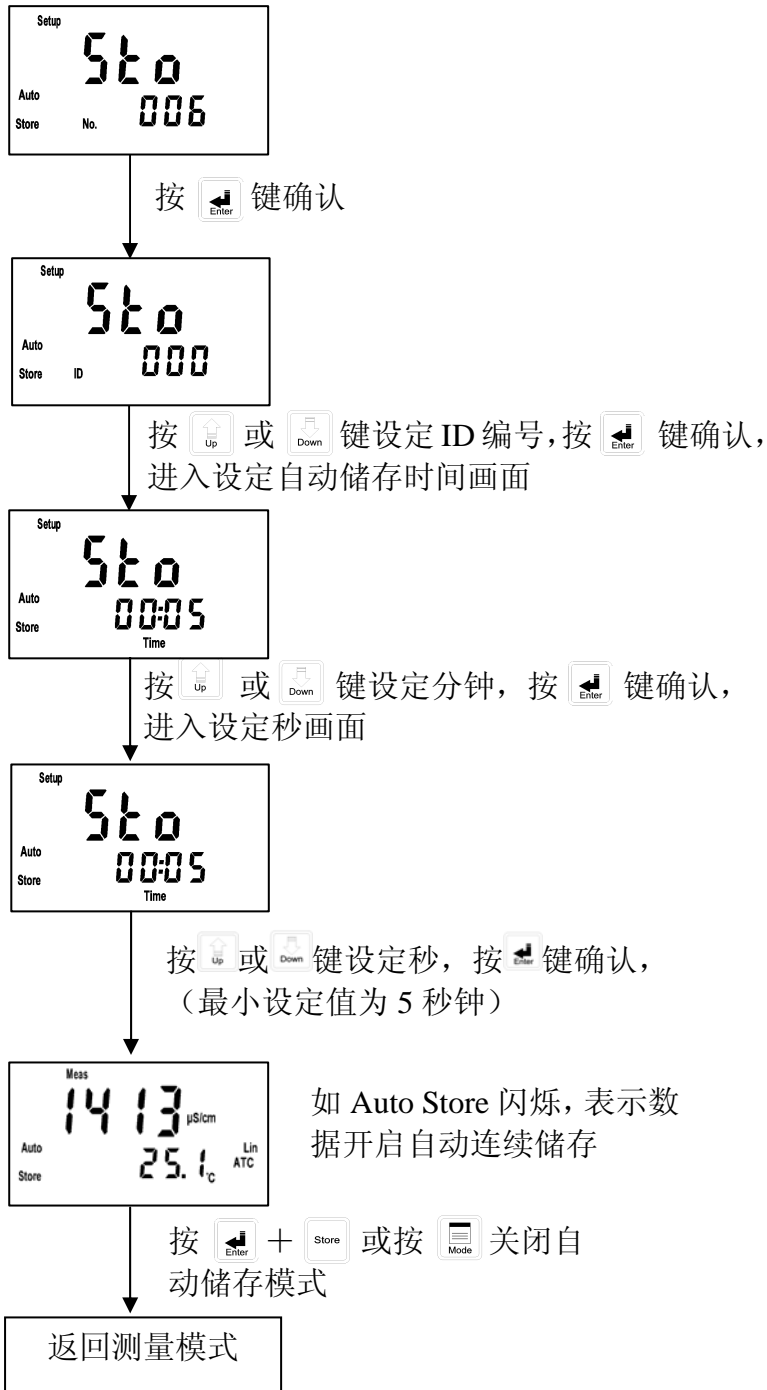 Setup
Sto
Auto
006
Store No.
按 Enter 键确认
Setup
Sto
Auto
000
Store ID
按 Up 或 Down 键设定 ID 编号,按 Enter 键确认,
进入设定自动储存时间画面
Setup
Sto
Auto
00:05
Store
Time
按 Up 或 Down 键设定分钟，按 Enter 键确认，
进入设定秒画面
Setup
Sto
Auto
00:05
Store
Time
按 Up 或 Down 键设定秒，按 Enter 键确认，
（最小设定值为 5 秒钟）
Meas
1413 µS/cm
Auto Lin
25.1 °C ATC
Store
如 Auto Store 闪烁，表示数
据开启自动连续储存
按 Enter ＋ Store 或按 Mode 关闭自
动储存模式
返回测量模式